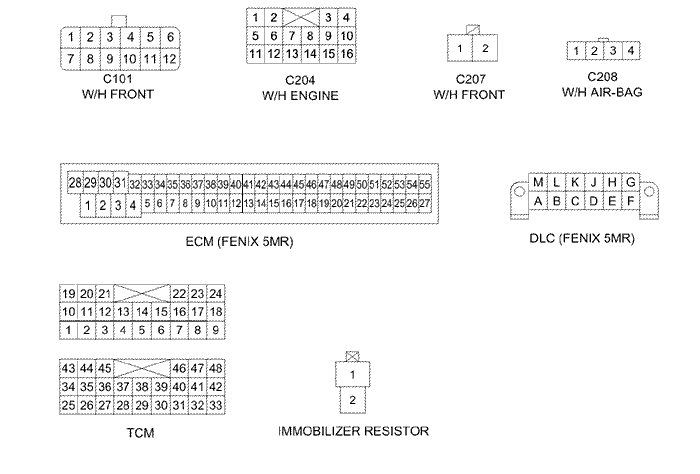 1 2 3 4 5 6
7 8 9 10 11 12
C101
W/H FRONT
1 2 3 4
5 6 7 8 9 10
11 12 13 14 15 16
C204
W/H ENGINE
1 2
C207
W/H FRONT
1 2 3 4
C208
W/H AIR-BAG
28 29 30 31 32 33 34 35 36 37 38 39 40 41 42 43 44 45 46 47 48 49 50 51 52 53 54 55
1 2 3 4 5 6 7 8 9 10 11 12 13 14 15 16 17 18 19 20 21 22 23 24 25 26 27
ECM (FENIX 5MR)
M L K J H G
A B C D E F
DLC (FENIX 5MR)
19 20 21 22 23 24
10 11 12 13 14 15 16 17 18
1 2 3 4 5 6 7 8 9
43 44 45 46 47 48
34 35 36 37 38 39 40 41 42
25 26 27 28 29 30 31 32 33
TCM
1
2
IMMOBILIZER RESISTOR